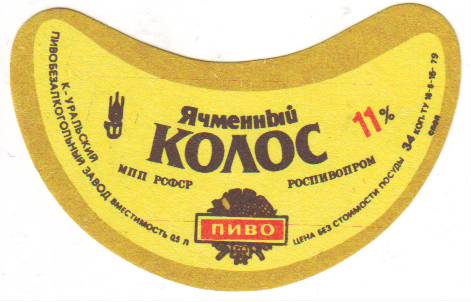 К-УРАЛЬСКИЙ
ПИВОБЕЗАЛКОГОЛЬНЫЙ ЗАВОД
ВМЕСТИМОСТЬ 0,5 Л
Ячменный
КОЛОС
11%
МПП РСФСР
РОСПИВОПРОМ
ПИВО
ЦЕНА БЕЗ СТОИМОСТИ ПОСУДЫ 34 КОП. ТУ 18-6-15- 79